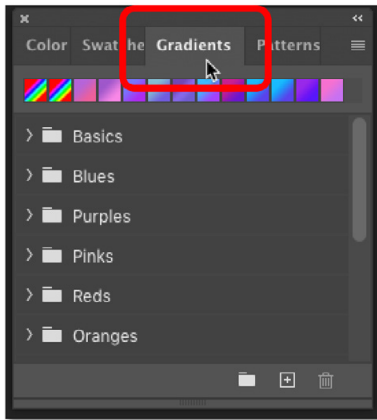 Color Swatche Gradients Patterns
Basics
Blues
Purples
Pinks
Reds
Oranges